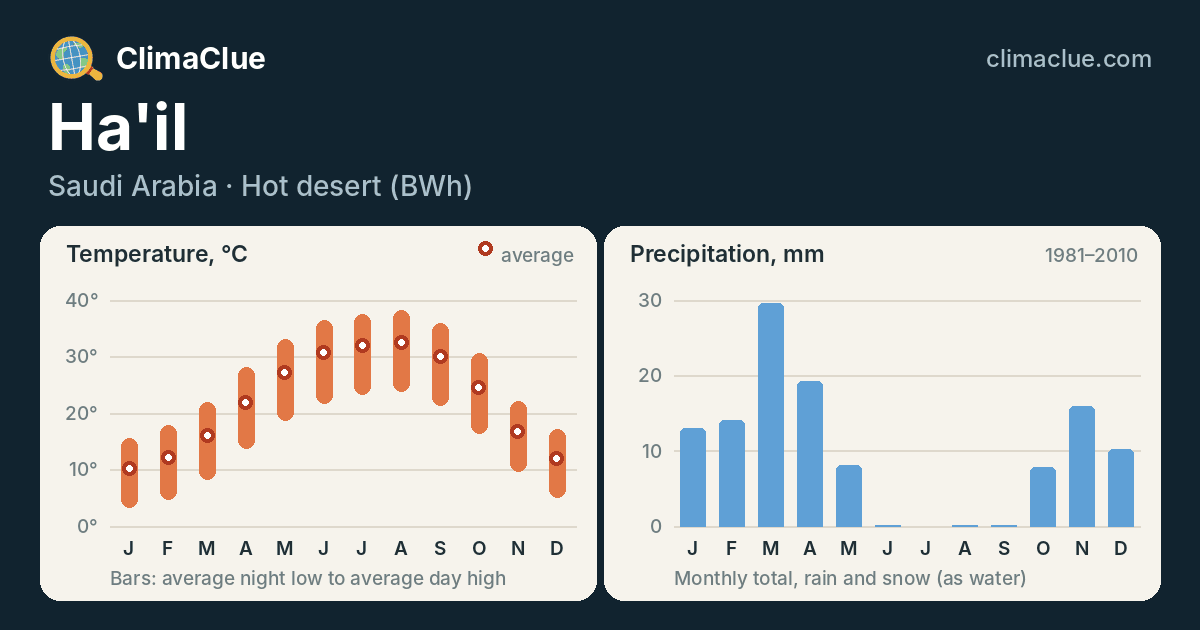 ClimaClue
climaclue.com
Ha'il
Saudi Arabia · Hot desert (BWh)
Temperature, °C
average
40°
30°
20°
10°
0°
J F M A M J J A S O N D
Bars: average night low to average day high
Precipitation, mm
1981–2010
30
20
10
0
J F M A M J J A S O N D
Monthly total, rain and snow (as water)